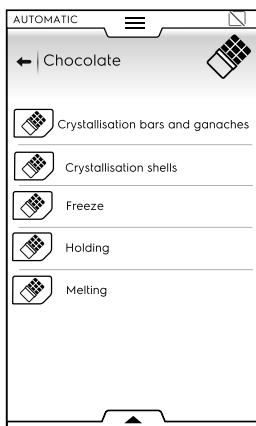 AUTOMATIC
Chocolate
Crystallisation bars and ganaches
Crystallisation shells
Freeze
Holding
Melting